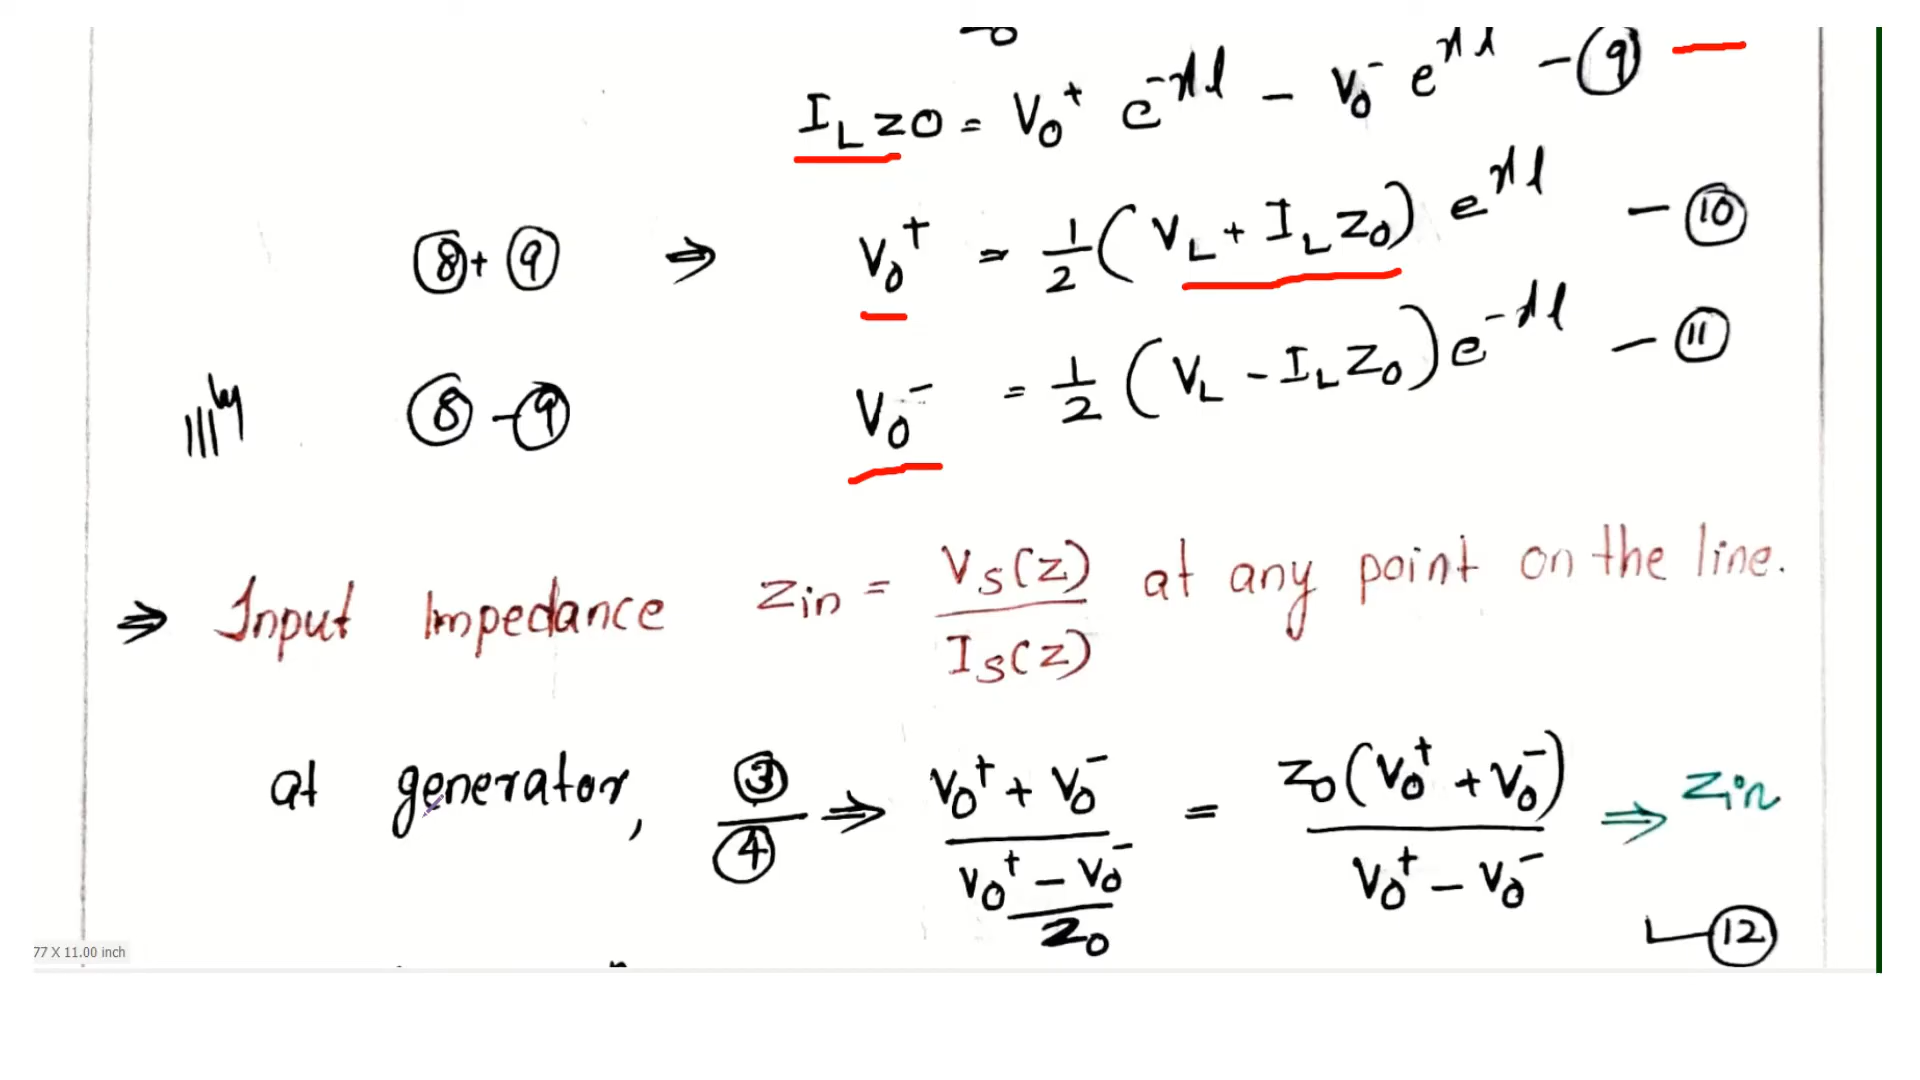 I_L Z0 = V0^+ e^{-γl} - V0^- e^{γl} - ⑨
⑧ + ⑨ ⇒ V0^+ = 1/2 (V_L + I_L Z0) e^{γl} - ⑩
|||ly ⑧ - ⑨ V0^- = 1/2 (V_L - I_L Z0) e^{-γl} - ⑪
⇒ Input Impedance Zin = Vs(z) / Is(z) at any point on the line.
at generator, ③/④ ⇒ (V0^+ + V0^-) / ((V0^+ - V0^-) / Z0) = Z0 (V0^+ + V0^-) / (V0^+ - V0^-) ⇒ Zin
⑫
77 X 11.00 inch